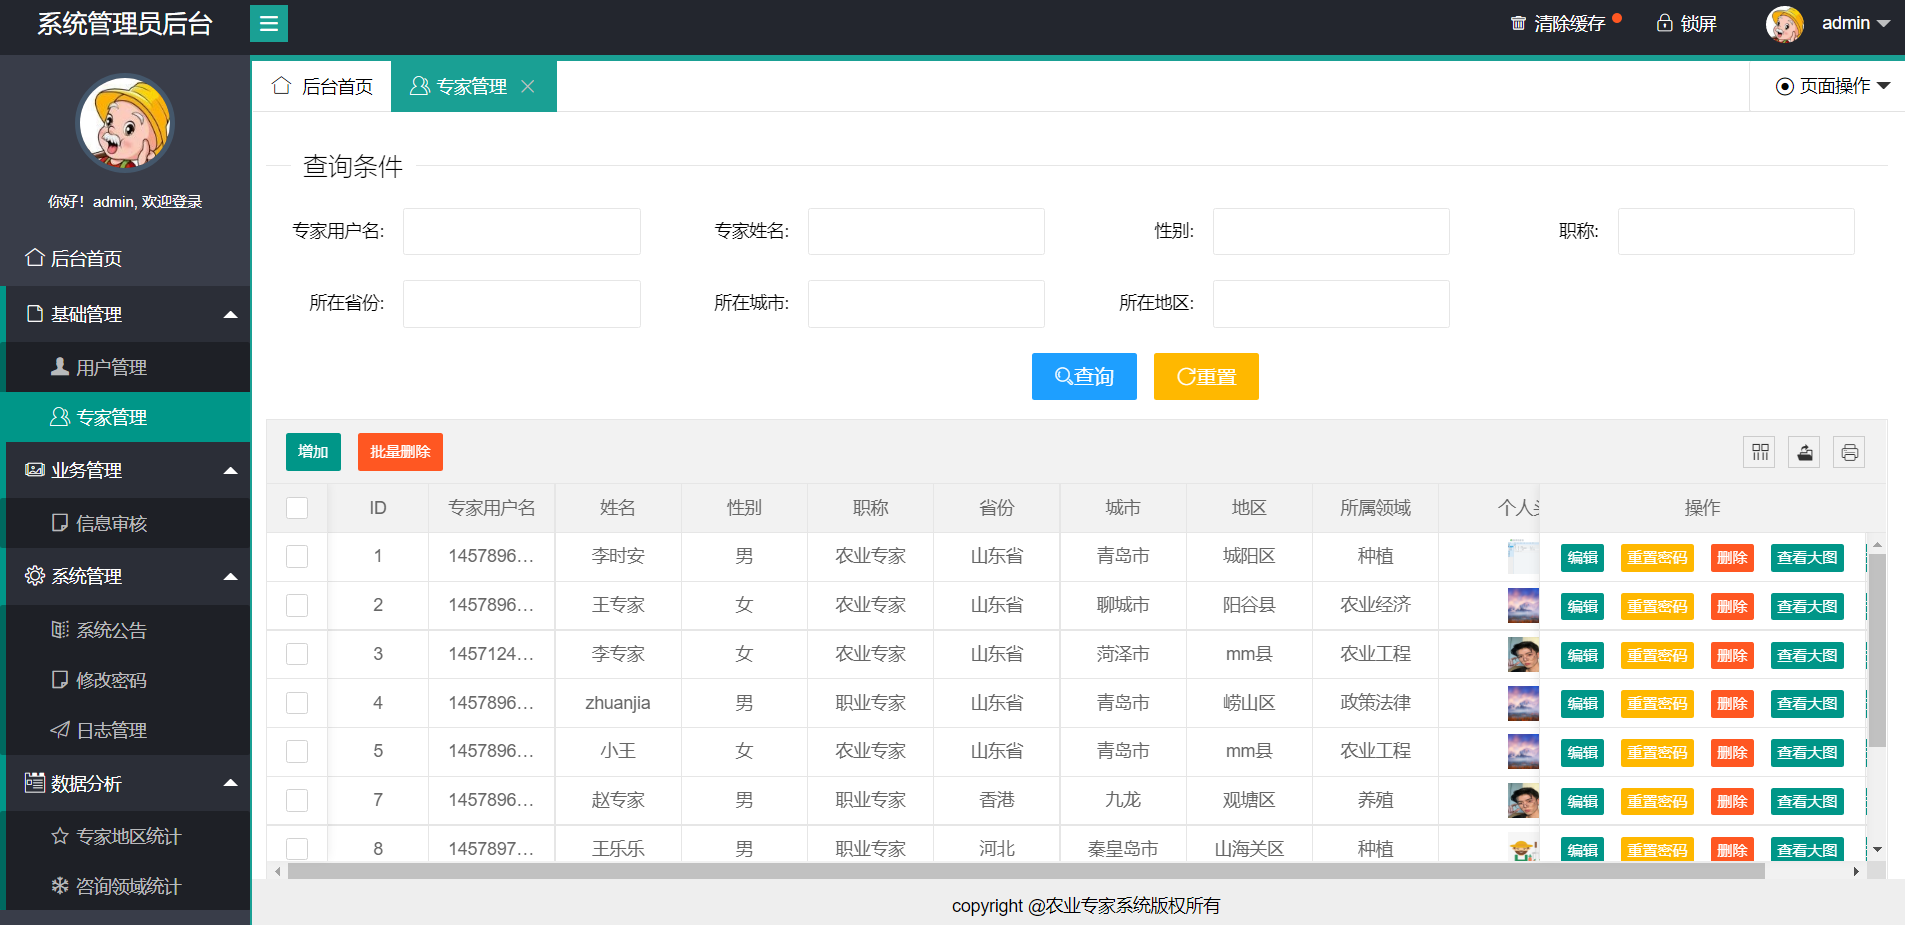 系统管理员后台
清除缓存
锁屏
admin
你好！admin, 欢迎登录
后台首页
基础管理
用户管理
专家管理
业务管理
信息审核
系统管理
系统公告
修改密码
日志管理
数据分析
专家地区统计
咨询领域统计
后台首页
专家管理
页面操作
查询条件
专家用户名:
专家姓名:
性别:
职称:
所在省份:
所在城市:
所在地区:
查询
重置
增加
批量删除
ID 专家用户名 姓名 性别 职称 省份 城市 地区 所属领域 个人 操作
1 1457896... 李时安 男 农业专家 山东省 青岛市 城阳区 种植 编辑 重置密码 删除 查看大图
2 1457896... 王专家 女 农业专家 山东省 聊城市 阳谷县 农业经济 编辑 重置密码 删除 查看大图
3 1457124... 李专家 女 农业专家 山东省 菏泽市 mm县 农业工程 编辑 重置密码 删除 查看大图
4 1457896... zhuanjia 男 职业专家 山东省 青岛市 崂山区 政策法律 编辑 重置密码 删除 查看大图
5 1457896... 小王 女 农业专家 山东省 青岛市 mm县 农业工程 编辑 重置密码 删除 查看大图
7 1457896... 赵专家 男 职业专家 香港 九龙 观塘区 养殖 编辑 重置密码 删除 查看大图
8 1457897... 王乐乐 男 职业专家 河北 秦皇岛市 山海关区 种植 编辑 重置密码 删除 查看大图
copyright @农业专家系统版权所有